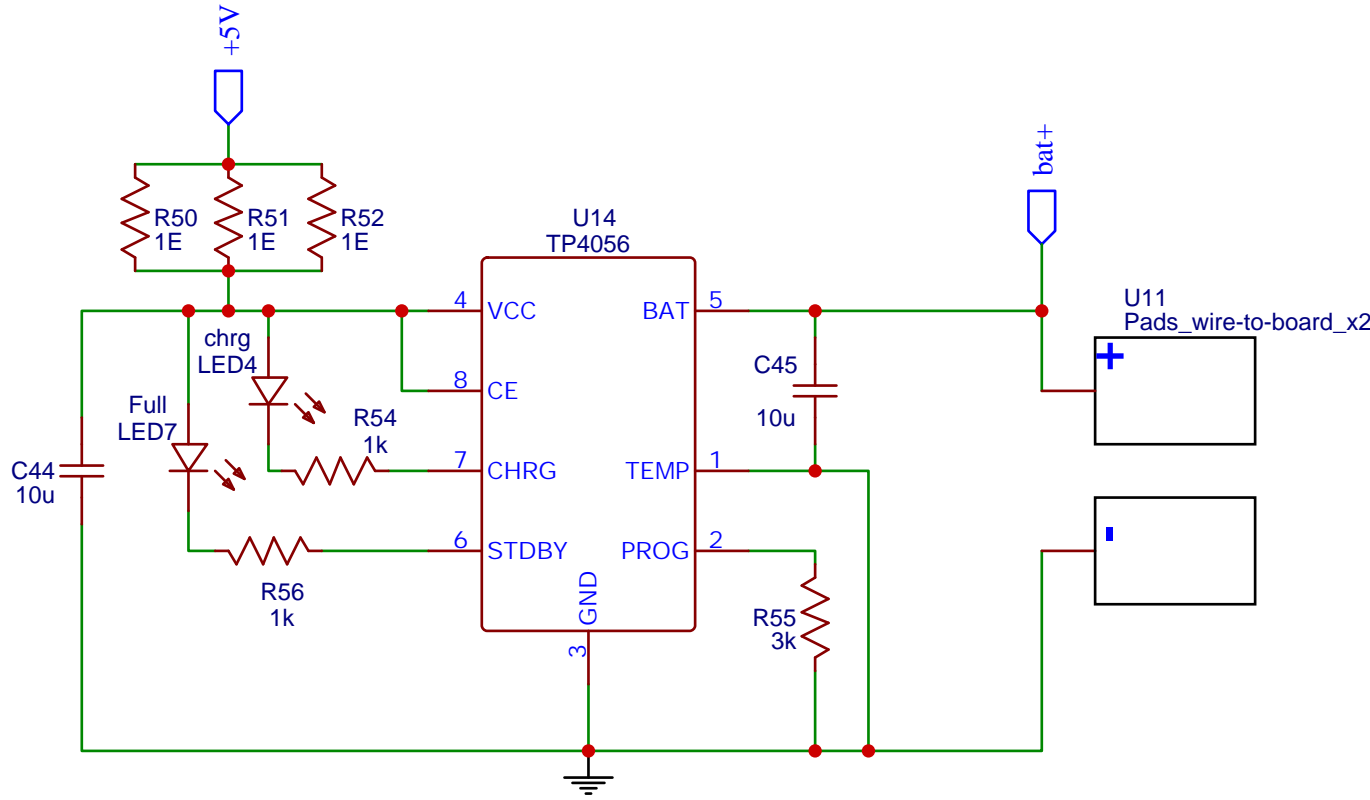 +5V
bat+
R50
1E
R51
1E
R52
1E
U14
TP4056
4
VCC
BAT
5
8
CE
7
CHRG
TEMP
1
6
STDBY
PROG
2
GND
3
chrg
LED4
Full
LED7
R54
1k
R56
1k
C44
10u
C45
10u
R55
3k
U11
Pads_wire-to-board_x2
+
-